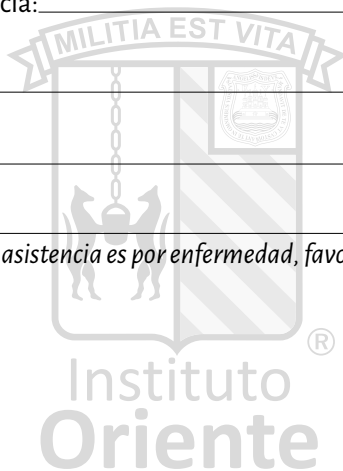 cia:
MILITIA EST VITA
asistencia es por enfermedad, favo
®
Instituto
Oriente